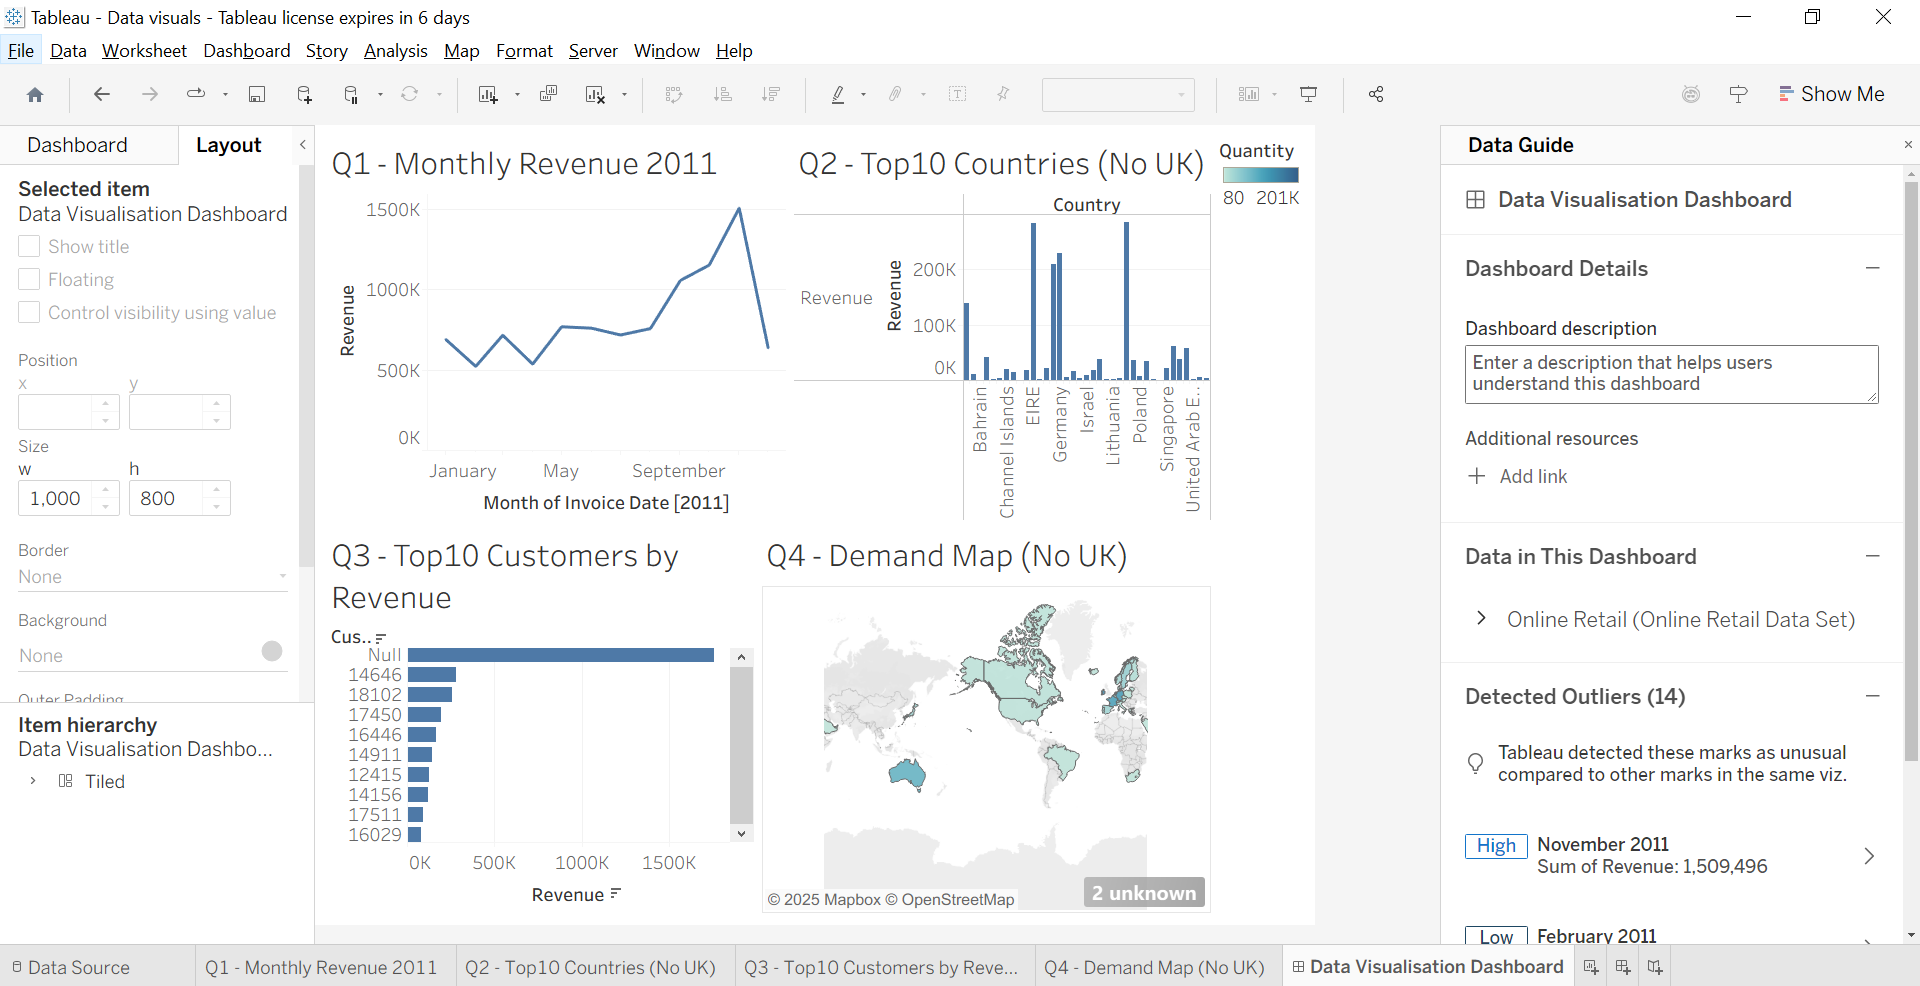 Tableau - Data visuals - Tableau license expires in 6 days
File Data Worksheet Dashboard Story Analysis Map Format Server Window Help
Show Me
Dashboard Layout
Selected item
Data Visualisation Dashboard
Show title
Floating
Control visibility using value
Position
x y
Size
w h
1,000 800
Border
None
Background
None
Outer Padding
Item hierarchy
Data Visualisation Dashbo...
Tiled
Q1 - Monthly Revenue 2011
1500K
1000K
500K
0K
Revenue
January May September
Month of Invoice Date [2011]
Q2 - Top10 Countries (No UK)
Country
Revenue
Revenue
200K
100K
0K
Bahrain
Channel Islands
EIRE
Germany
Israel
Lithuania
Poland
Singapore
United Arab E..
Quantity
80 201K
Q3 - Top10 Customers by
Revenue
Cus..
Null
14646
18102
17450
16446
14911
12415
14156
17511
16029
0K 500K 1000K 1500K
Revenue
Q4 - Demand Map (No UK)
© 2025 Mapbox © OpenStreetMap
2 unknown
Data Guide
Data Visualisation Dashboard
Dashboard Details
Dashboard description
Enter a description that helps users
understand this dashboard
Additional resources
Add link
Data in This Dashboard
Online Retail (Online Retail Data Set)
Detected Outliers (14)
Tableau detected these marks as unusual
compared to other marks in the same viz.
High November 2011
Sum of Revenue: 1,509,496
Low February 2011
Data Source Q1 - Monthly Revenue 2011 Q2 - Top10 Countries (No UK) Q3 - Top10 Customers by Reve... Q4 - Demand Map (No UK) Data Visualisation Dashboard